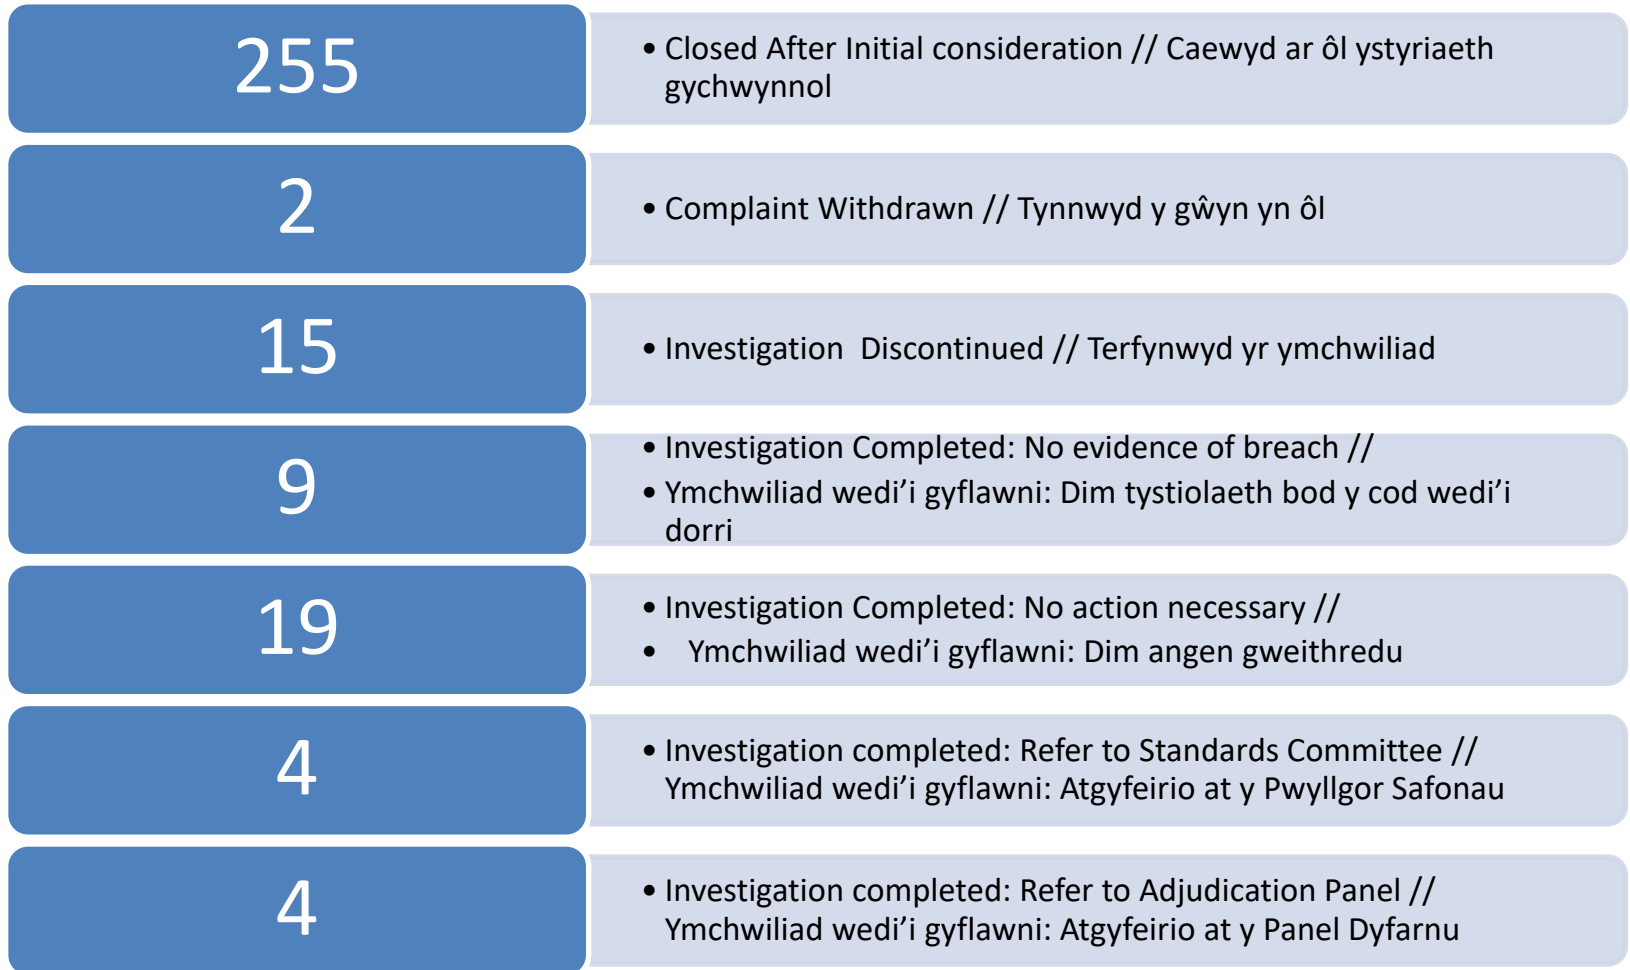 255
• Closed After Initial consideration // Caewyd ar ôl ystyriaeth
gychwynnol
2
• Complaint Withdrawn // Tynnwyd y gŵyn yn ôl
15
• Investigation  Discontinued // Terfynwyd yr ymchwiliad
9
• Investigation Completed: No evidence of breach //
• Ymchwiliad wedi’i gyflawni: Dim tystiolaeth bod y cod wedi’i
dorri
19
• Investigation Completed: No action necessary //
• Ymchwiliad wedi’i gyflawni: Dim angen gweithredu
4
• Investigation completed: Refer to Standards Committee //
Ymchwiliad wedi’i gyflawni: Atgyfeirio at y Pwyllgor Safonau
4
• Investigation completed: Refer to Adjudication Panel //
Ymchwiliad wedi’i gyflawni: Atgyfeirio at y Panel Dyfarnu